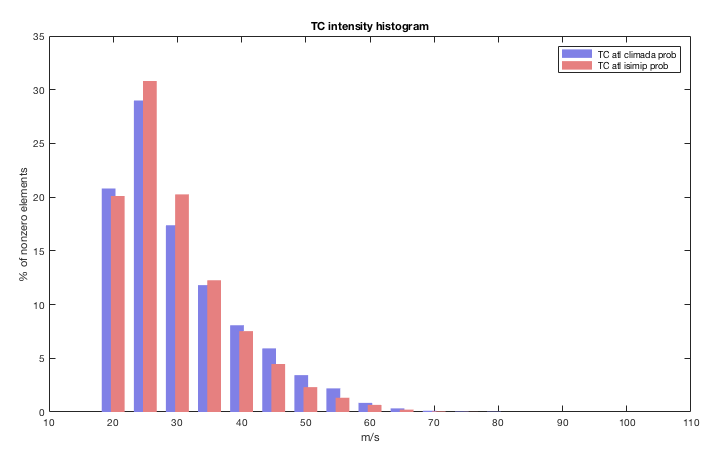 TC intensity histogram
TC atl climada prob
TC atl isimip prob
% of nonzero elements
35
30
25
20
15
10
5
0
10 20 30 40 50 60 70 80 90 100 110
m/s